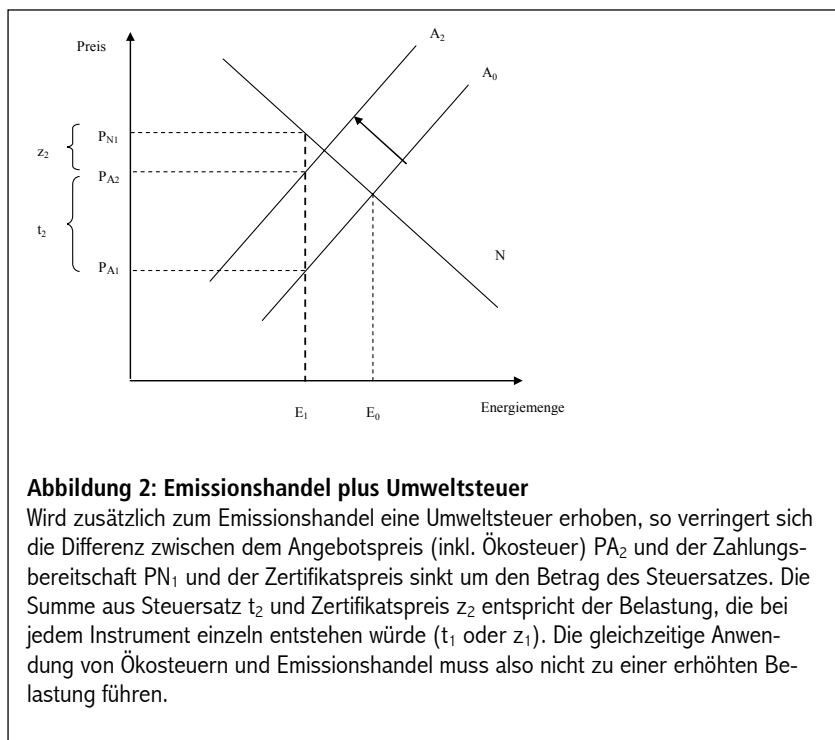 Preis
A₂
A₀
P_N1
z₂
P_A2
t₂
P_A1
N
E₁
E₀
Energiemenge
Abbildung 2: Emissionshandel plus Umweltsteuer
Wird zusätzlich zum Emissionshandel eine Umweltsteuer erhoben, so verringert sich
die Differenz zwischen dem Angebotspreis (inkl. Ökosteuer) PA₂ und der Zahlungs-
bereitschaft PN₁ und der Zertifikatspreis sinkt um den Betrag des Steuersatzes. Die
Summe aus Steuersatz t₂ und Zertifikatspreis z₂ entspricht der Belastung, die bei
jedem Instrument einzeln entstehen würde (t₁ oder z₁). Die gleichzeitige Anwen-
dung von Ökosteuern und Emissionshandel muss also nicht zu einer erhöhten Be-
lastung führen.